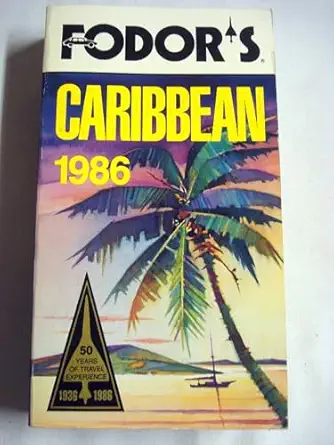 FODOR'S
CARIBBEAN
1986
50
YEARS
OF TRAVEL
EXPERIENCE
1936 1986